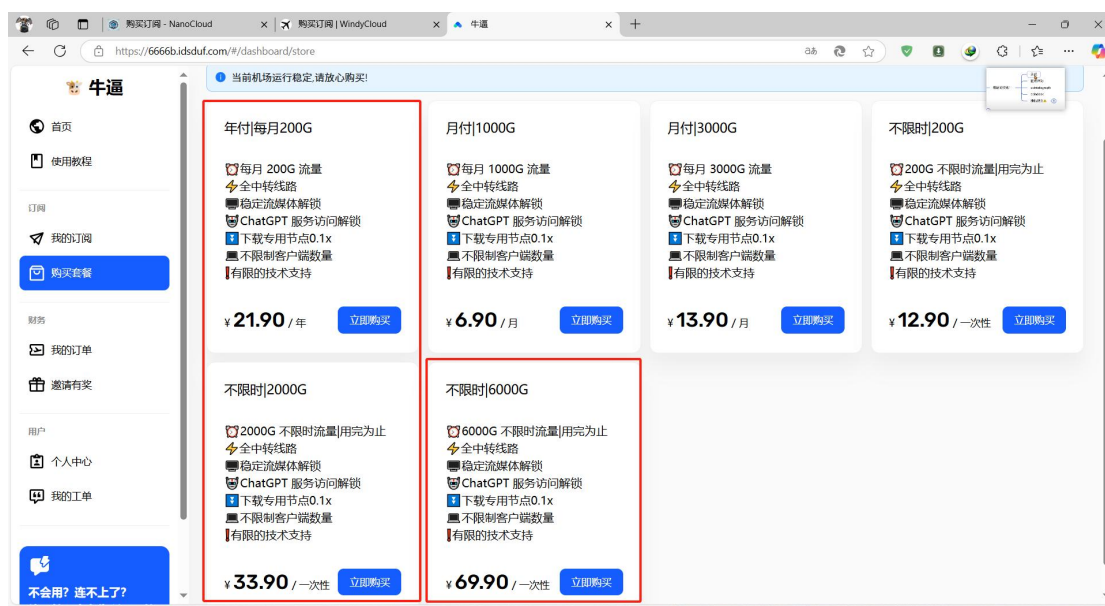 购买订阅 - NanoCloud
购买订阅 | WindyCloud
牛逼
https://6666b.idsduf.com/#/dashboard/store
牛逼
首页
使用教程
订阅
我的订阅
购买套餐
财务
我的订单
邀请有奖
用户
个人中心
我的工单
不会用? 连不上了?
当前机场运行稳定,请放心购买!
年付|每月200G
每月 200G 流量
全中转线路
稳定流媒体解锁
ChatGPT 服务访问解锁
下载专用节点0.1x
不限制客户端数量
有限的技术支持
¥ 21.90 / 年
立即购买
月付|1000G
每月 1000G 流量
全中转线路
稳定流媒体解锁
ChatGPT 服务访问解锁
下载专用节点0.1x
不限制客户端数量
有限的技术支持
¥ 6.90 / 月
立即购买
月付|3000G
每月 3000G 流量
全中转线路
稳定流媒体解锁
ChatGPT 服务访问解锁
下载专用节点0.1x
不限制客户端数量
有限的技术支持
¥ 13.90 / 月
立即购买
不限时|200G
200G 不限时流量|用完为止
全中转线路
稳定流媒体解锁
ChatGPT 服务访问解锁
下载专用节点0.1x
不限制客户端数量
有限的技术支持
¥ 12.90 / 一次性
立即购买
不限时|2000G
2000G 不限时流量|用完为止
全中转线路
稳定流媒体解锁
ChatGPT 服务访问解锁
下载专用节点0.1x
不限制客户端数量
有限的技术支持
¥ 33.90 / 一次性
立即购买
不限时|6000G
6000G 不限时流量|用完为止
全中转线路
稳定流媒体解锁
ChatGPT 服务访问解锁
下载专用节点0.1x
不限制客户端数量
有限的技术支持
¥ 69.90 / 一次性
立即购买